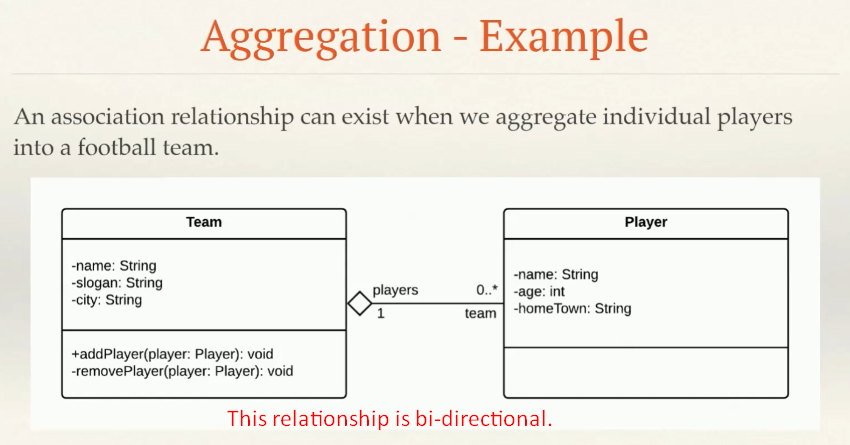 Aggregation - Example
An association relationship can exist when we aggregate individual players
into a football team.
Team
-name: String
-slogan: String
-city: String
+addPlayer(player: Player): void
-removePlayer(player: Player): void
players
0..*
1
team
Player
-name: String
-age: int
-homeTown: String
This relationship is bi-directional.